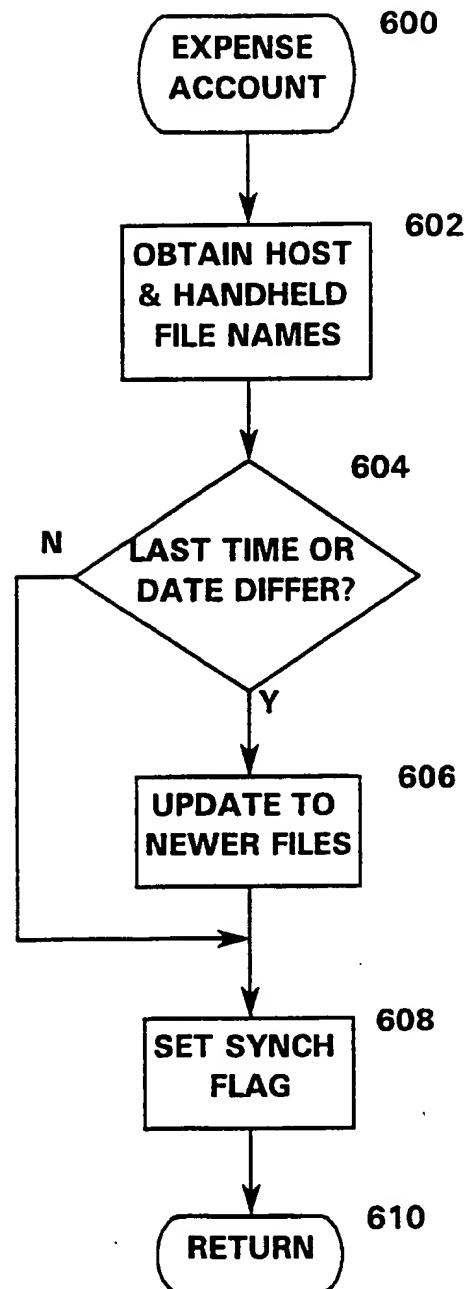 600
EXPENSE
ACCOUNT
602
OBTAIN HOST
& HANDHELD
FILE NAMES
604
N
LAST TIME OR
DATE DIFFER?
Y
606
UPDATE TO
NEWER FILES
608
SET SYNCH
FLAG
610
RETURN